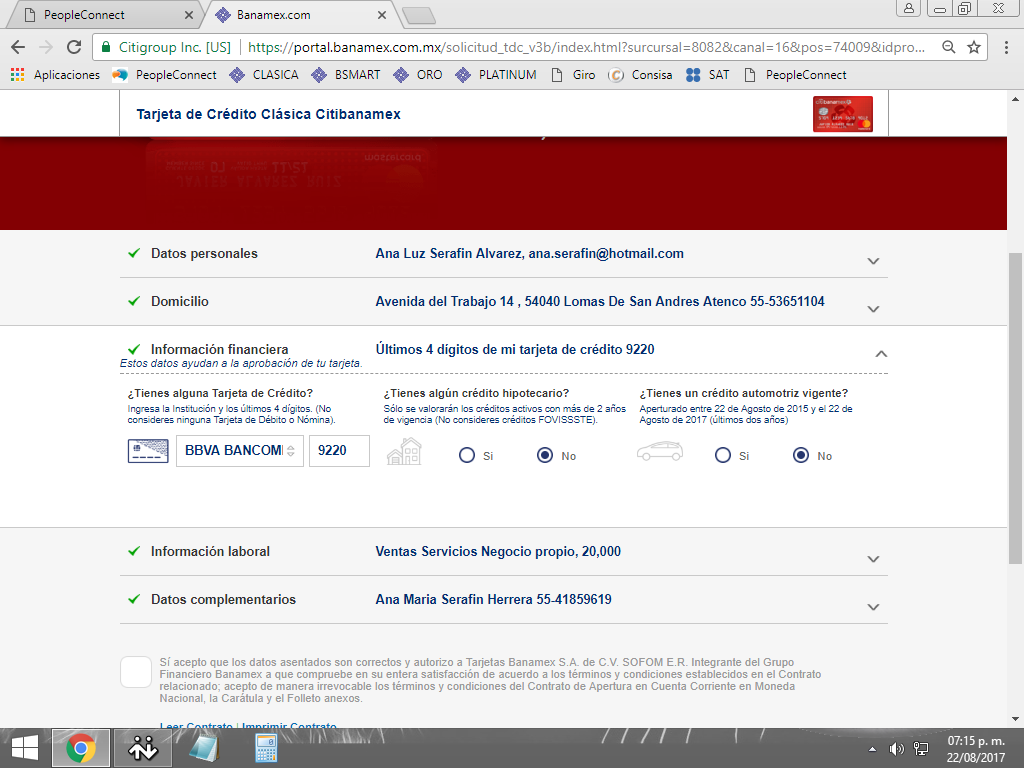 PeopleConnect
Banamex.com
Citigroup Inc. [US] https://portal.banamex.com.mx/solicitud_tdc_v3b/index.html?surcursal=8082&canal=16&pos=74009&idpro...
Aplicaciones PeopleConnect CLASICA BSMART ORO PLATINUM Giro Consisa SAT PeopleConnect
Tarjeta de Crédito Clásica Citibanamex
Datos personales Ana Luz Serafin Alvarez, ana.serafin@hotmail.com
Domicilio Avenida del Trabajo 14 , 54040 Lomas De San Andres Atenco 55-53651104
Información financiera Últimos 4 dígitos de mi tarjeta de crédito 9220
Estos datos ayudan a la aprobación de tu tarjeta.
¿Tienes alguna Tarjeta de Crédito? ¿Tienes algún crédito hipotecario? ¿Tienes un crédito automotriz vigente?
Ingresa la Institución y los últimos 4 dígitos. (No Sólo se valorarán los créditos activos con más de 2 años Aperturado entre 22 de Agosto de 2015 y el 22 de
consideres ninguna Tarjeta de Débito o Nómina). de vigencia (No consideres créditos FOVISSSTE). Agosto de 2017 (últimos dos años)
BBVA BANCOM 9220 Si No Si No
Información laboral Ventas Servicios Negocio propio, 20,000
Datos complementarios Ana Maria Serafin Herrera 55-41859619
Sí acepto que los datos asentados son correctos y autorizo a Tarjetas Banamex S.A. de C.V. SOFOM E.R. Integrante del Grupo
Financiero Banamex a que compruebe en su entera satisfacción de acuerdo a los términos y condiciones establecidos en el Contrato
relacionado; acepto de manera irrevocable los términos y condiciones del Contrato de Apertura en Cuenta Corriente en Moneda
Nacional, la Carátula y el Folleto anexos.
Leer Contrato | Imprimir Contrato
07:15 p. m.
22/08/2017